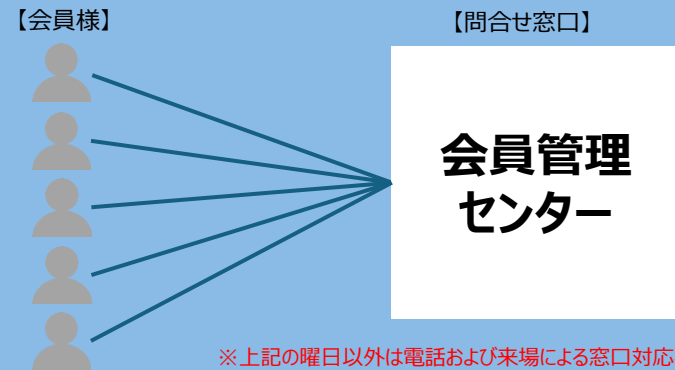 【会員様】
【問合せ窓口】
会員管理
センター
※上記の曜日以外は電話および来場による窓口対応